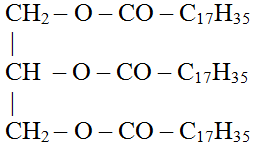 CH₂ – O – CO – C₁₇H₃₅
|
CH – O – CO – C₁₇H₃₅
|
CH₂ – O – CO – C₁₇H₃₅